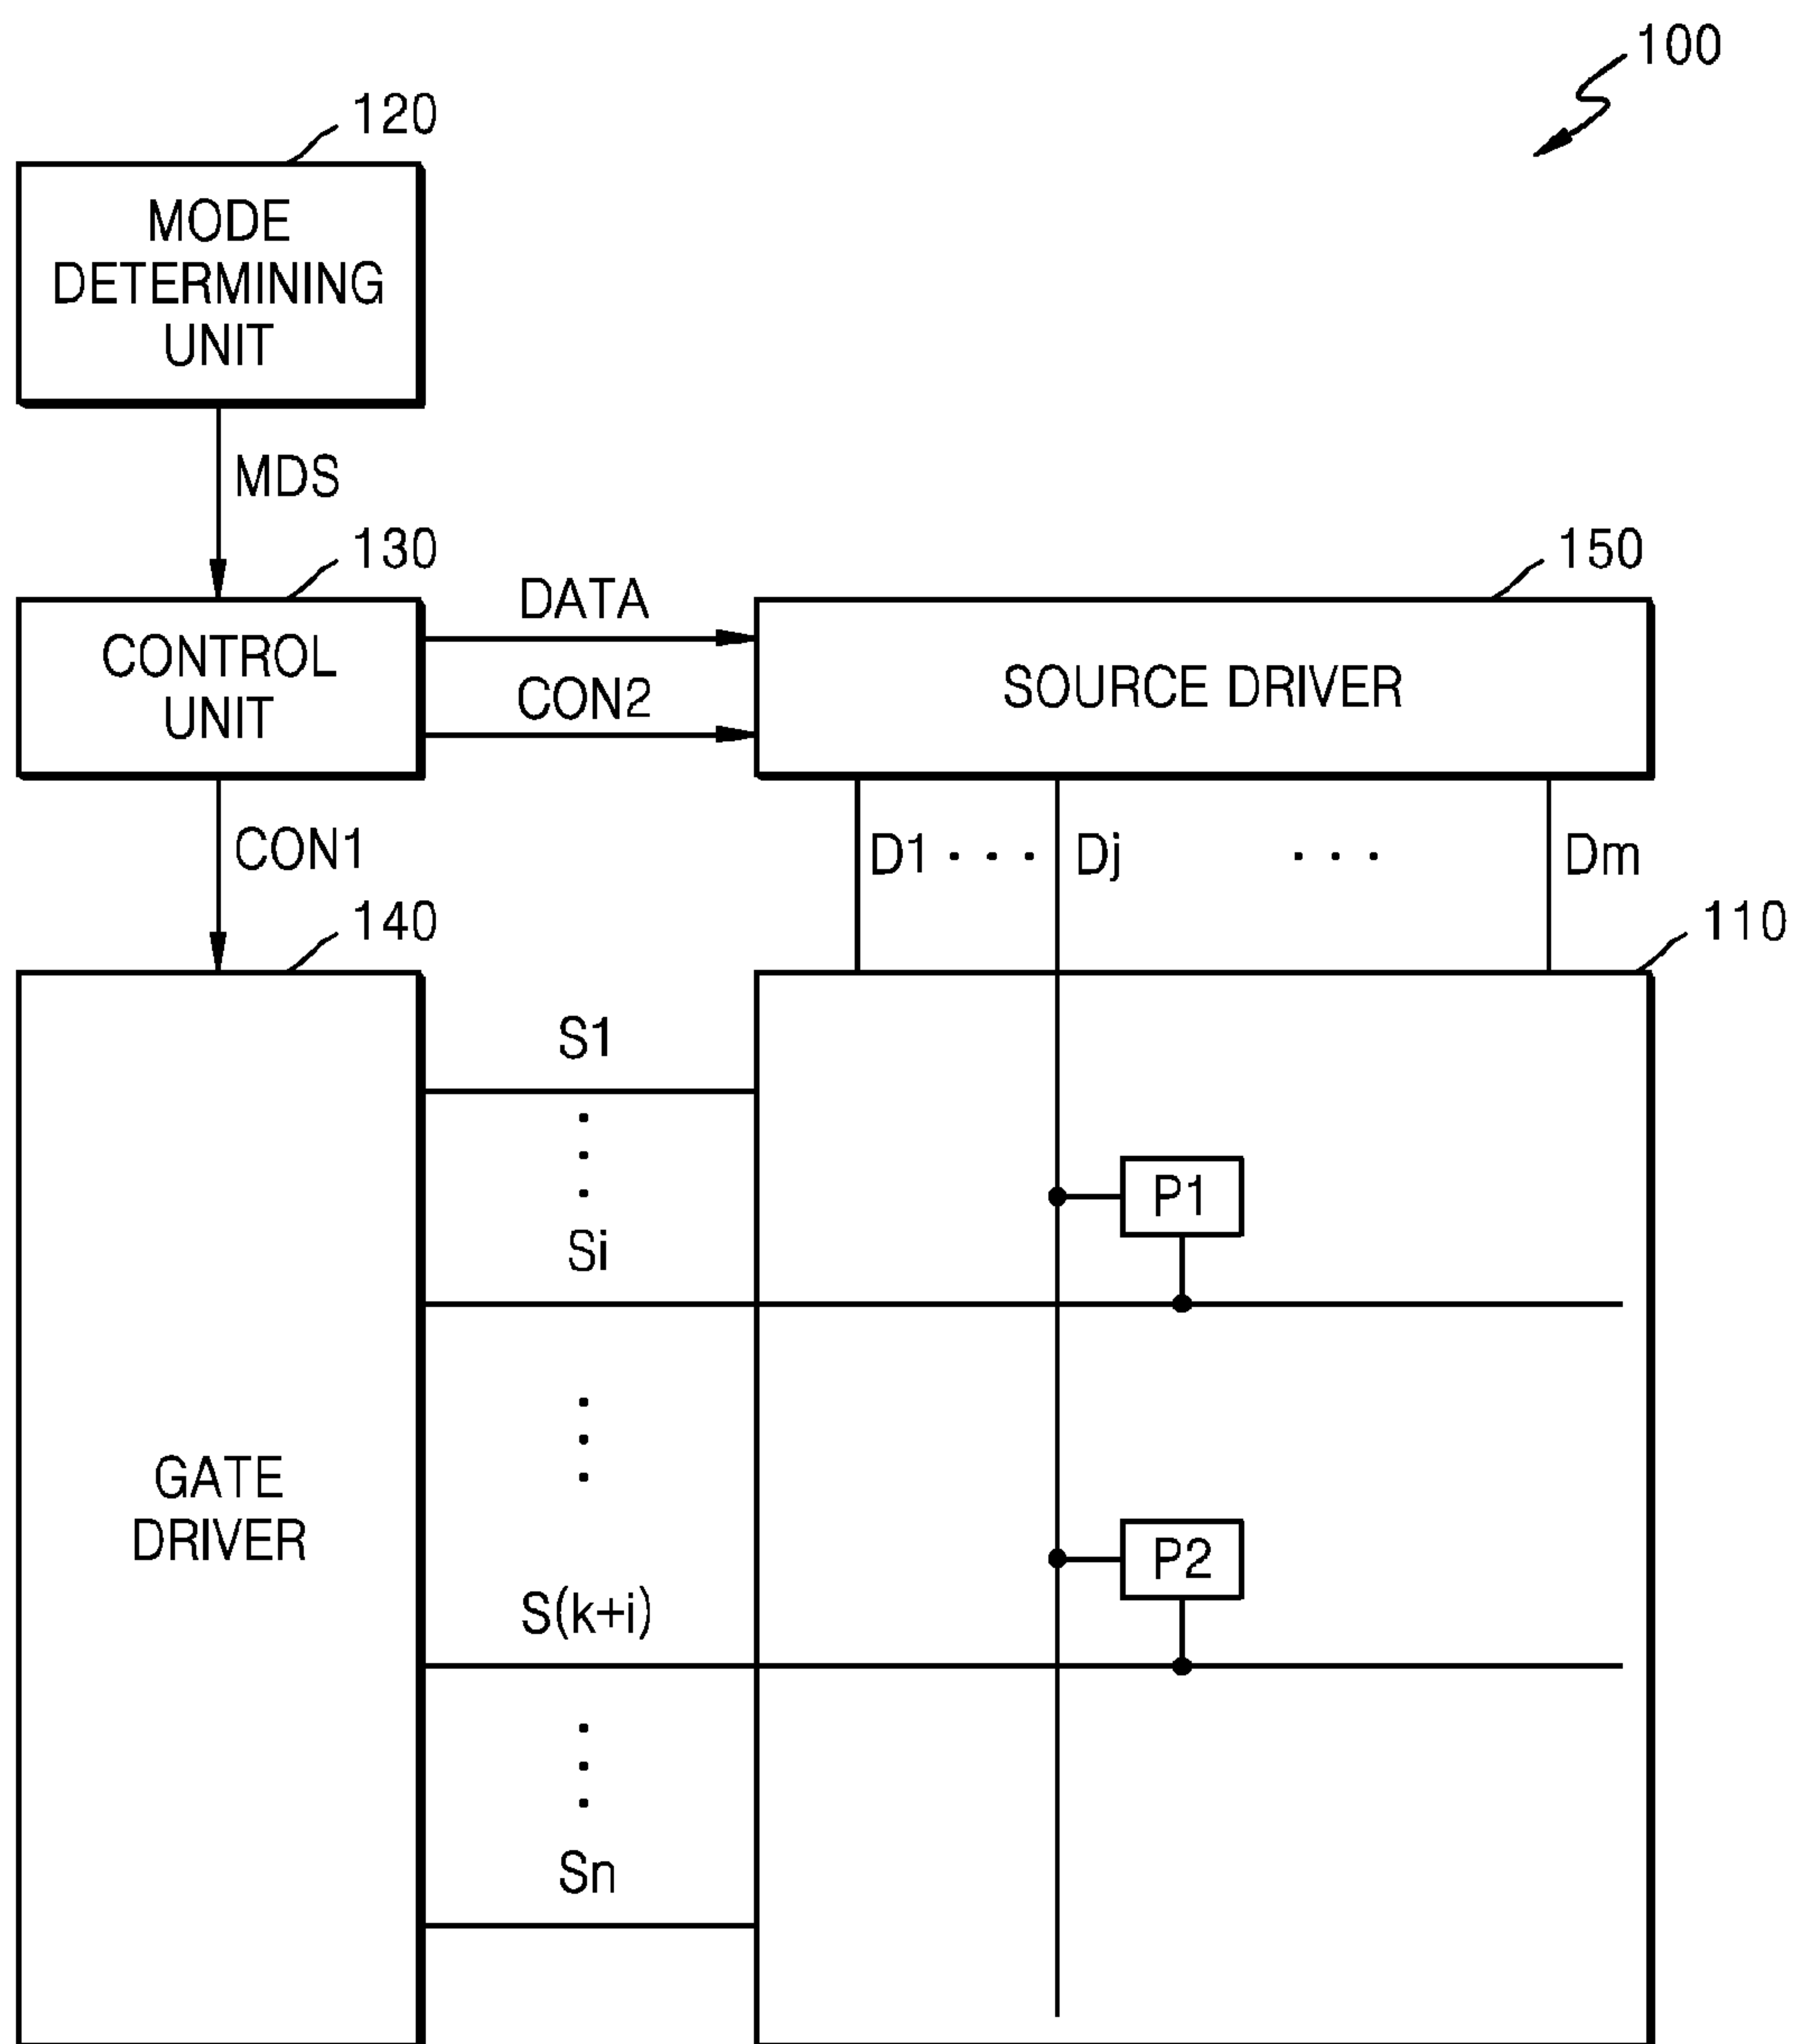 100
120
MODE
DETERMINING
UNIT
MDS
130
150
DATA
CONTROL
UNIT
CON2
SOURCE DRIVER
CON1
D1 · · · Dj · · · Dm
140
110
S1
P1
Si
GATE
DRIVER
P2
S(k+i)
Sn